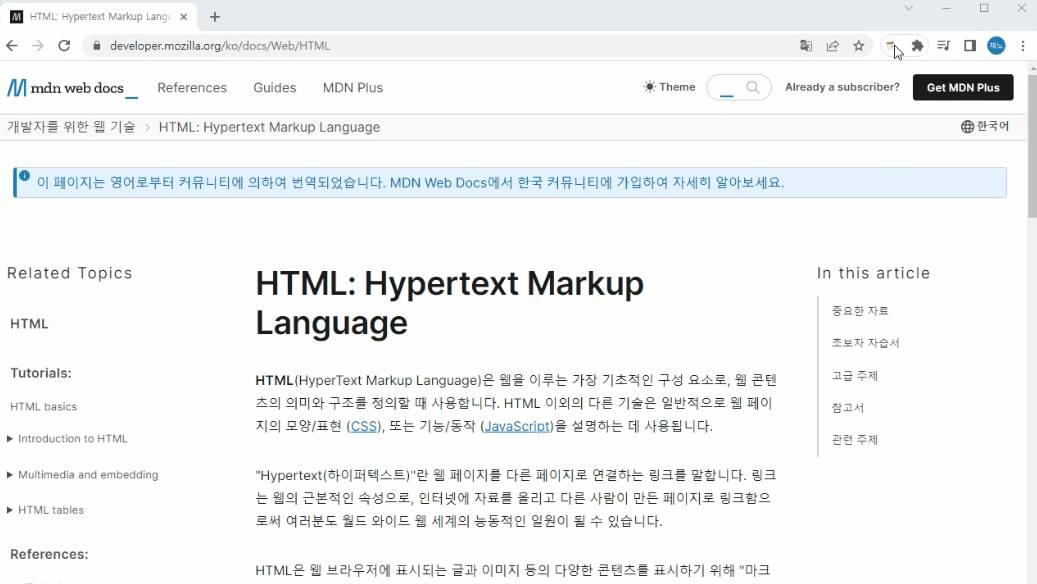 HTML: Hypertext Markup Langu
developer.mozilla.org/ko/docs/Web/HTML
제노
mdn web docs
References
Guides
MDN Plus
Theme
Already a subscriber?
Get MDN Plus
개발자를 위한 웹 기술 › HTML: Hypertext Markup Language
한국어
이 페이지는 영어로부터 커뮤니티에 의하여 번역되었습니다. MDN Web Docs에서 한국 커뮤니티에 가입하여 자세히 알아보세요.
Related Topics
HTML
Tutorials:
HTML basics
Introduction to HTML
Multimedia and embedding
HTML tables
References:
HTML: Hypertext Markup
Language
HTML(HyperText Markup Language)은 웹을 이루는 가장 기초적인 구성 요소로, 웹 콘텐
츠의 의미와 구조를 정의할 때 사용합니다. HTML 이외의 다른 기술은 일반적으로 웹 페이
지의 모양/표현 (CSS), 또는 기능/동작 (JavaScript)을 설명하는 데 사용됩니다.
"Hypertext(하이퍼텍스트)"란 웹 페이지를 다른 페이지로 연결하는 링크를 말합니다. 링크
는 웹의 근본적인 속성으로, 인터넷에 자료를 올리고 다른 사람이 만든 페이지로 링크함으
로써 여러분도 월드 와이드 웹 세계의 능동적인 일원이 될 수 있습니다.
HTML은 웹 브라우저에 표시되는 글과 이미지 등의 다양한 콘텐츠를 표시하기 위해 "마크
In this article
중요한 자료
초보자 자습서
고급 주제
참고서
관련 주제